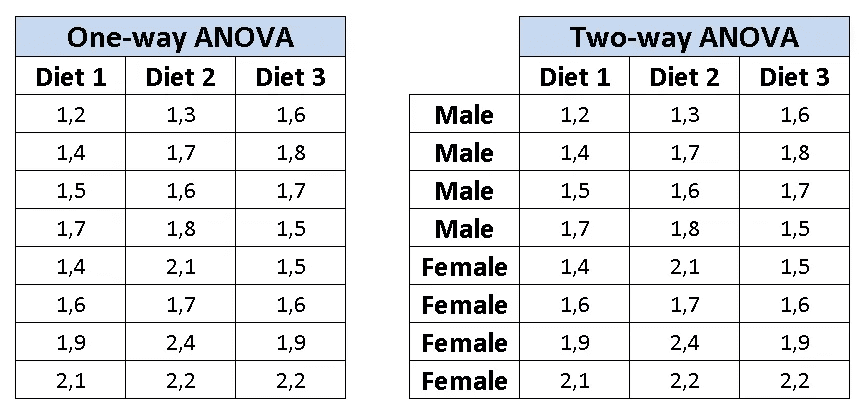 One-way ANOVA
Diet 1 Diet 2 Diet 3
1,2 1,3 1,6
1,4 1,7 1,8
1,5 1,6 1,7
1,7 1,8 1,5
1,4 2,1 1,5
1,6 1,7 1,6
1,9 2,4 1,9
2,1 2,2 2,2
Two-way ANOVA
Diet 1 Diet 2 Diet 3
Male 1,2 1,3 1,6
Male 1,4 1,7 1,8
Male 1,5 1,6 1,7
Male 1,7 1,8 1,5
Female 1,4 2,1 1,5
Female 1,6 1,7 1,6
Female 1,9 2,4 1,9
Female 2,1 2,2 2,2